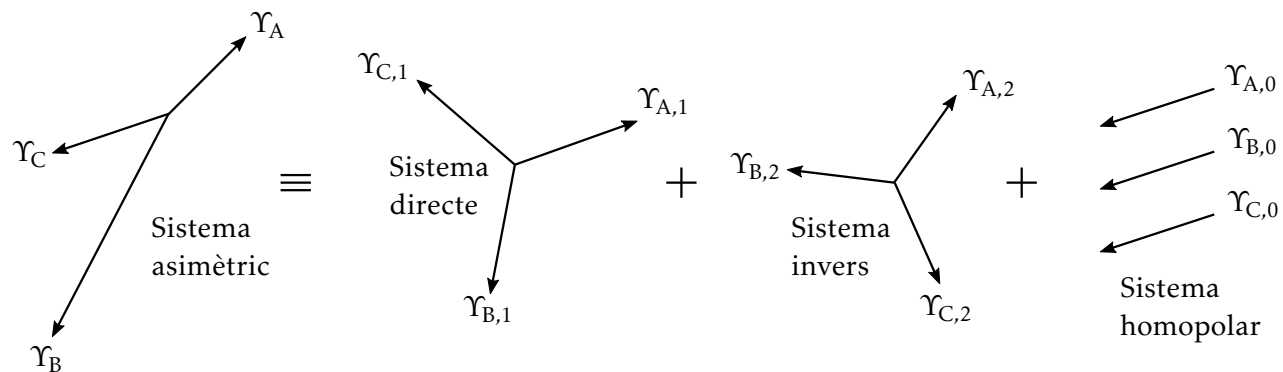 ϒA
ϒC
ϒB
Sistema
asimètric
≡
ϒC,1
ϒA,1
Sistema
directe
ϒB,1
+
ϒA,2
ϒB,2
Sistema
invers
ϒC,2
+
ϒA,0
ϒB,0
ϒC,0
Sistema
homopolar